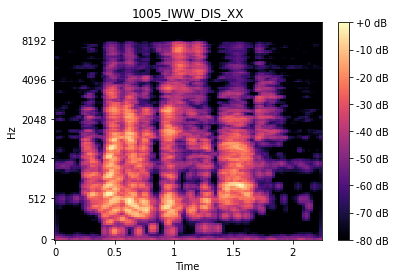 1005_IWW_DIS_XX
8192
4096
2048
1024
512
0
Hz
0
0.5
1
1.5
2
Time
+0 dB
-10 dB
-20 dB
-30 dB
-40 dB
-50 dB
-60 dB
-70 dB
-80 dB